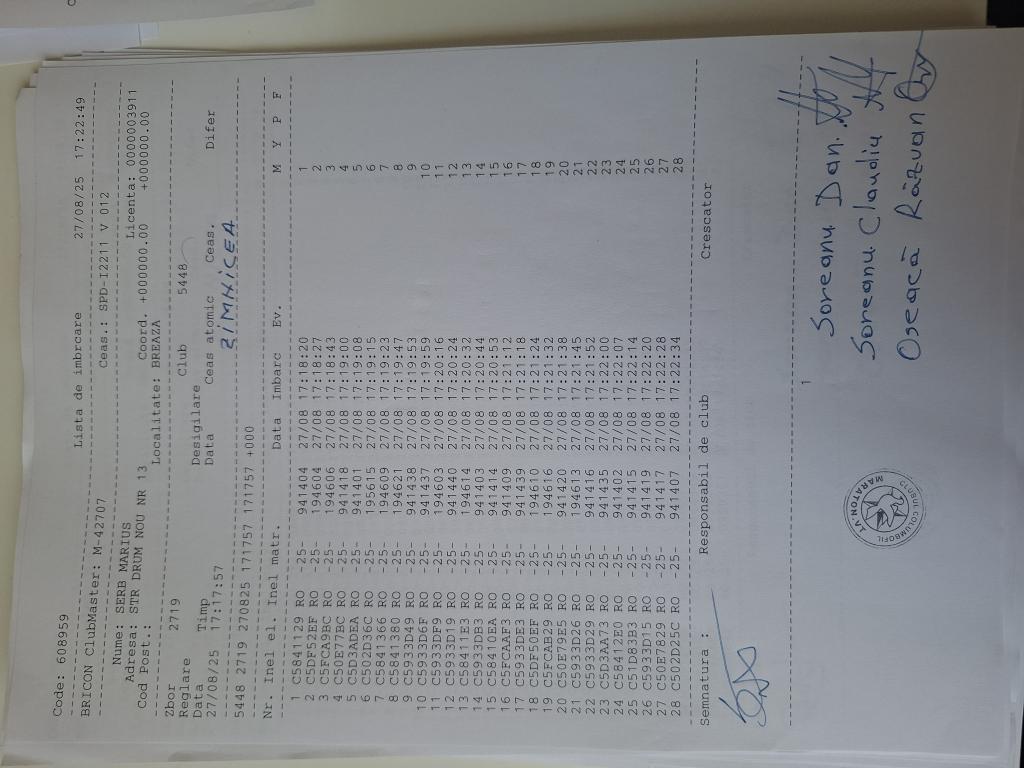 Code: 608959
Lista de imbrcare 27/08/25 17:22:49
BRICON ClubMaster: M-42707 Ceas.: SPD-I2211 V 012
Nume: SERB MARIUS Licenta: 0000003911
Adresa: STR DRUM NOU NR 13 Coord. +000000.00 +000000.00
Cod Post.: Localitate: BREAZA
Zbor 2719 Club 5448
Reglare Desigilare
Data Timp Data Ceas atomic Ceas. Difer
27/08/25 17:17:57
ZIMNICEA
5448 2719 270825 171757 171757 +000
Nr. Inel el. Inel matr. Data Imbarc Ev. M Y P F
1 C5841129 RO -25- 941404 27/08 17:18:20 1
2 C5DF532EF RO -25- 194604 27/08 17:18:27 2
3 C5FCA9BC RO -25- 194606 27/08 17:18:43 3
4 C50E77BC RO -25- 941418 27/08 17:19:00 4
5 C5D3ADEA RO -25- 941401 27/08 17:19:08 5
6 C502D36C RO -25- 195615 27/08 17:19:15 6
7 C5841366 RO -25- 194609 27/08 17:19:23 7
8 C5841380 RO -25- 194621 27/08 17:19:47 8
9 C5933D49 RO -25- 941438 27/08 17:19:53 9
10 C5933D6F RO -25- 941437 27/08 17:19:59 10
11 C5933DF9 RO -25- 194603 27/08 17:20:16 11
12 C5933D19 RO -25- 941440 27/08 17:20:24 12
13 C58411E3 RO -25- 194614 27/08 17:20:32 13
14 C5933DB3 RO -25- 941403 27/08 17:20:44 14
15 C58410EA RO -25- 941414 27/08 17:20:53 15
16 C5FCAAF3 RO -25- 941409 27/08 17:21:12 16
17 C5933DE3 RO -25- 941439 27/08 17:21:18 17
18 C5DF50EF RO -25- 194610 27/08 17:21:24 18
19 C5FCAB29 RO -25- 194616 27/08 17:21:32 19
20 C50E79E5 RO -25- 941420 27/08 17:21:38 20
21 C5933D26 RO -25- 194613 27/08 17:21:45 21
22 C5933D29 RO -25- 941416 27/08 17:21:52 22
23 C5D3AA73 RO -25- 941435 27/08 17:22:00 23
24 C58412E0 RO -25- 941402 27/08 17:22:07 24
25 C51D83B3 RO -25- 941415 27/08 17:22:14 25
26 C5933D15 RO -25- 941419 27/08 17:22:20 26
27 C50E7829 RO -25- 941417 27/08 17:22:28 27
28 C502D25C RO -25- 941407 27/08 17:22:34 28
Semnatura : Responsabil de club Crescator
1
Soreanu Dan.
Soreanu Claudiu
Oseacă Răzvan
CLUBUL COLUMBOFIL
MARATON